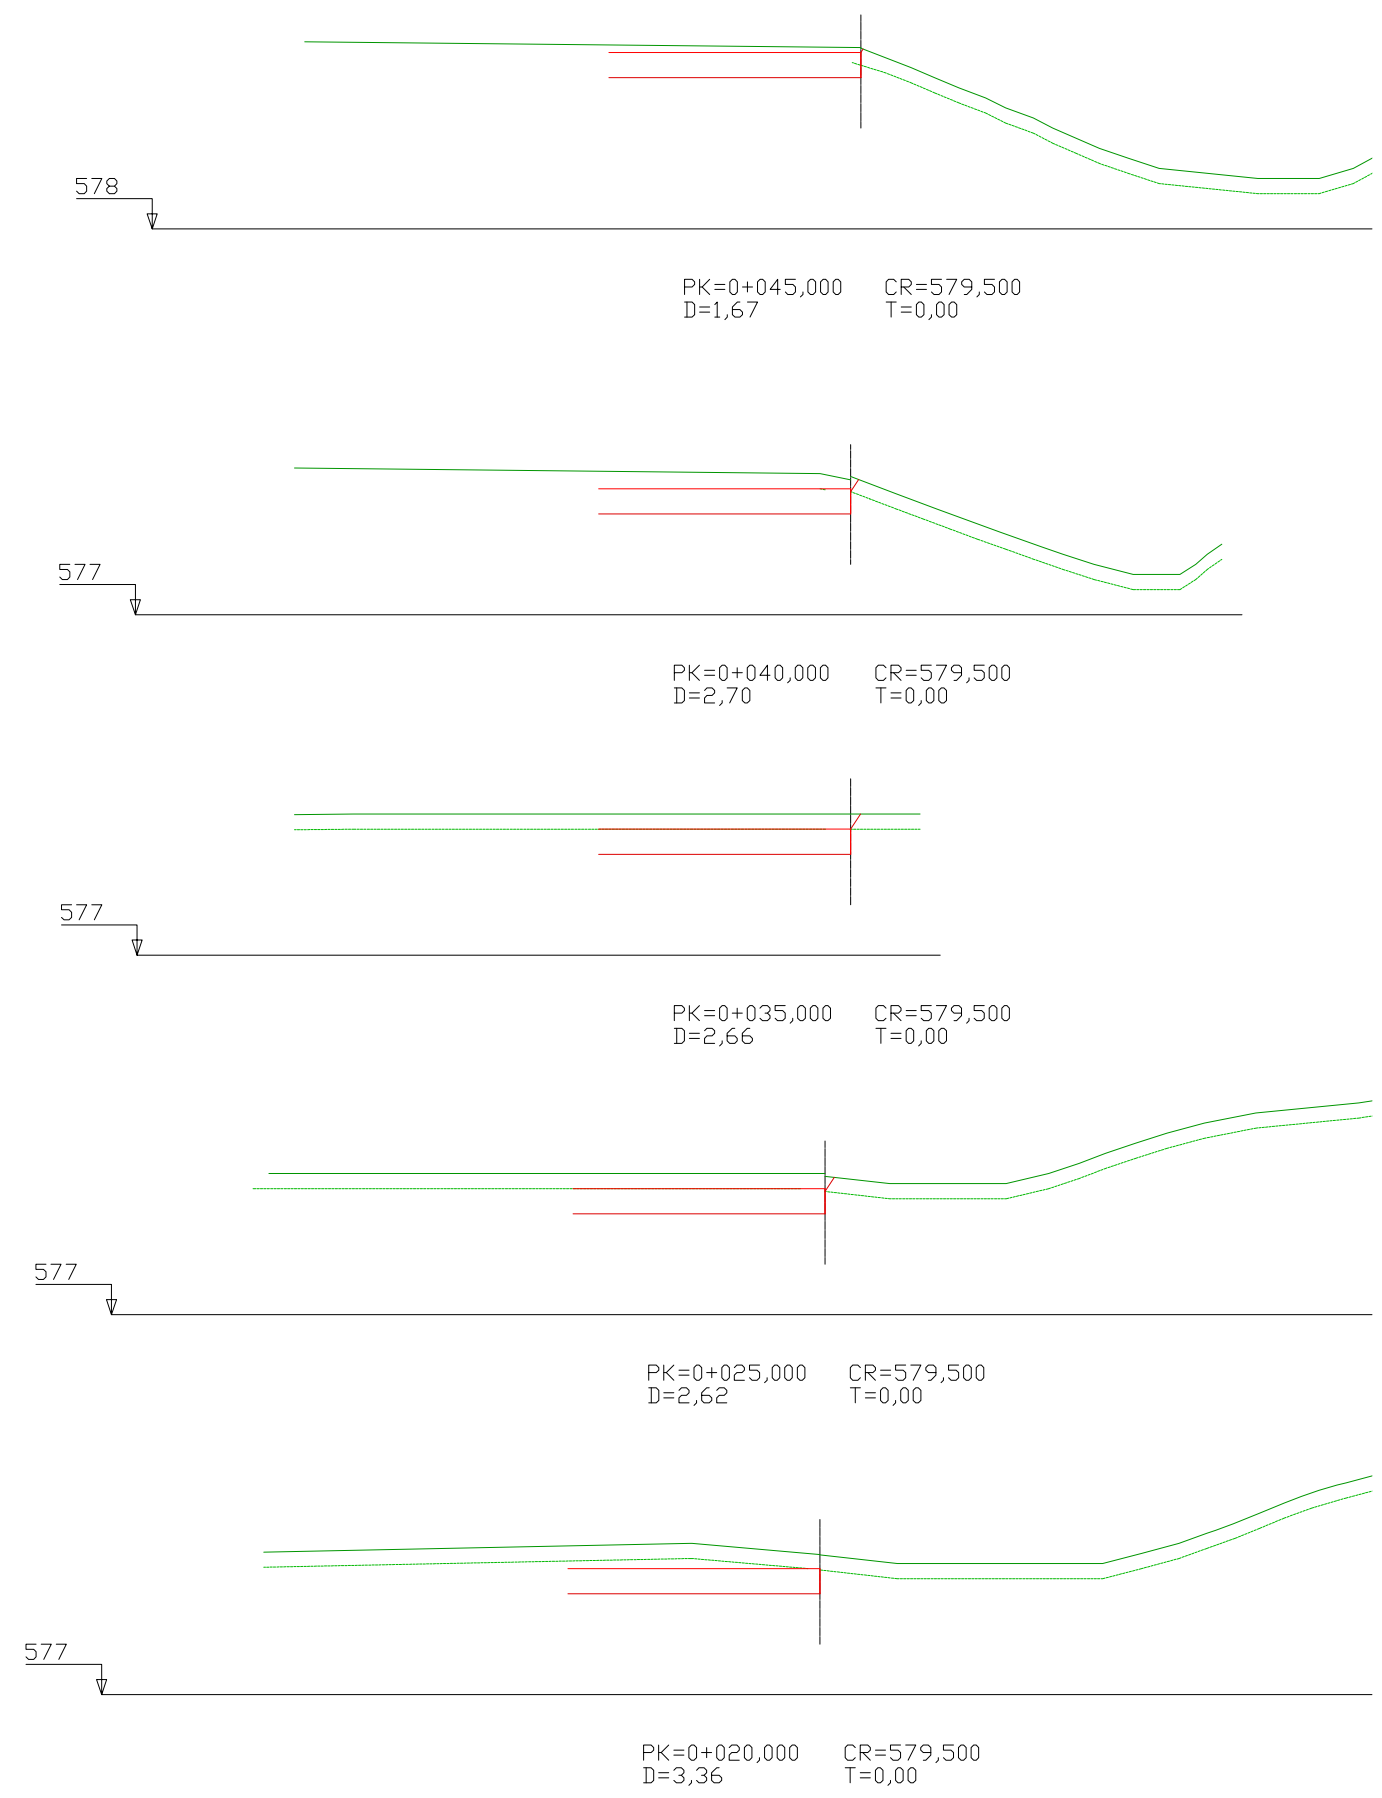 578
PK=0+045,000 CR=579,500
D=1,67 T=0,00
577
PK=0+040,000 CR=579,500
D=2,70 T=0,00
577
PK=0+035,000 CR=579,500
D=2,66 T=0,00
577
PK=0+025,000 CR=579,500
D=2,62 T=0,00
577
PK=0+020,000 CR=579,500
D=3,36 T=0,00